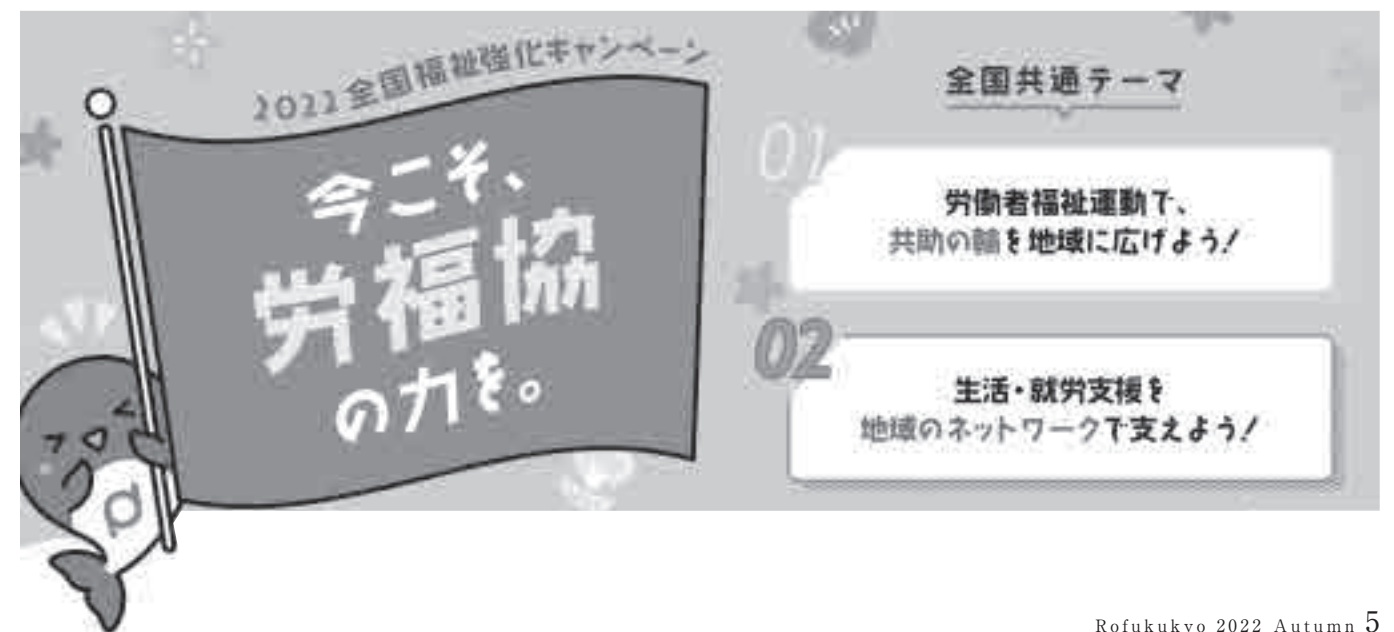 2022全国福祉強化キャンペーン
今こそ、
労福協
の力を。
全国共通テーマ
01
労働者福祉運動で、
共助の輪を地域に広げよう!
02
生活・就労支援を
地域のネットワークで支えよう!
Rofukukyo 2022 Autumn 5